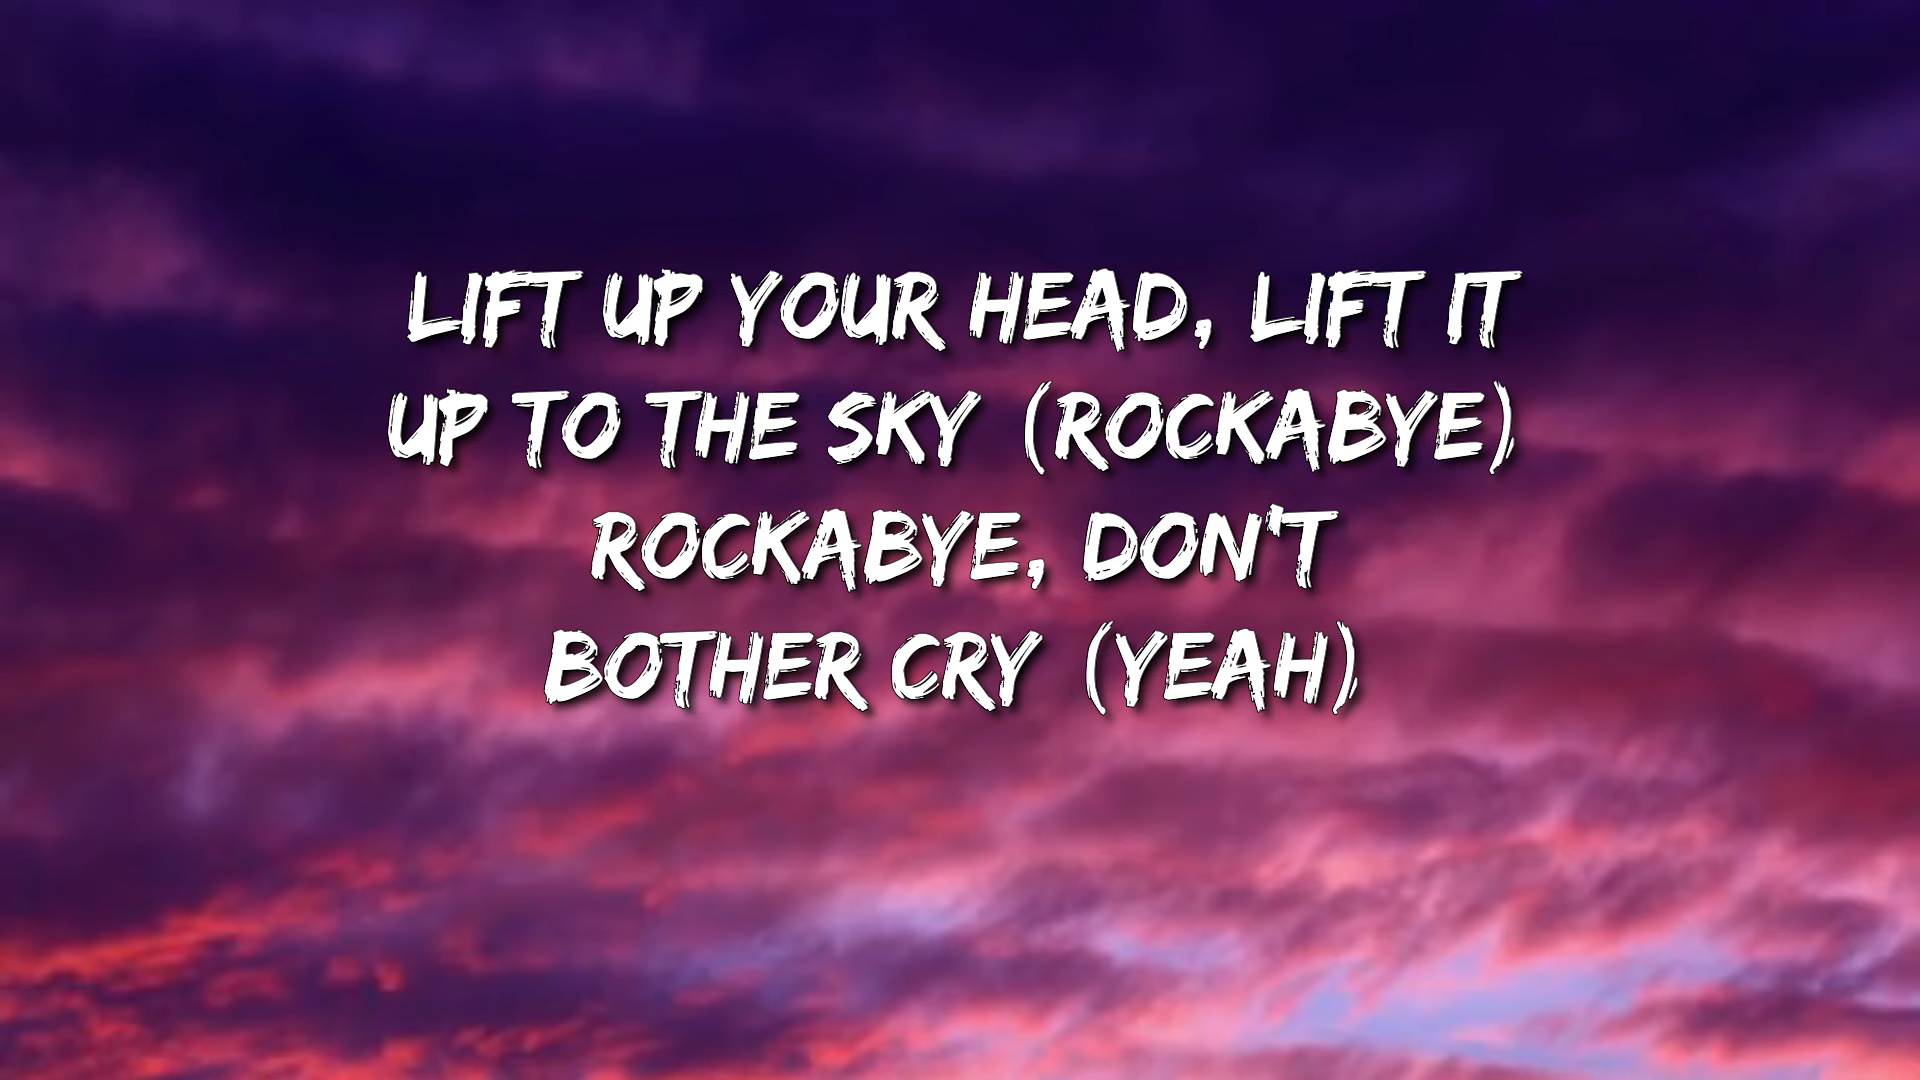 LIFT UP YOUR HEAD, LIFT IT
UP TO THE SKY (ROCKABYE)
ROCKABYE, DON'T
BOTHER CRY (YEAH)